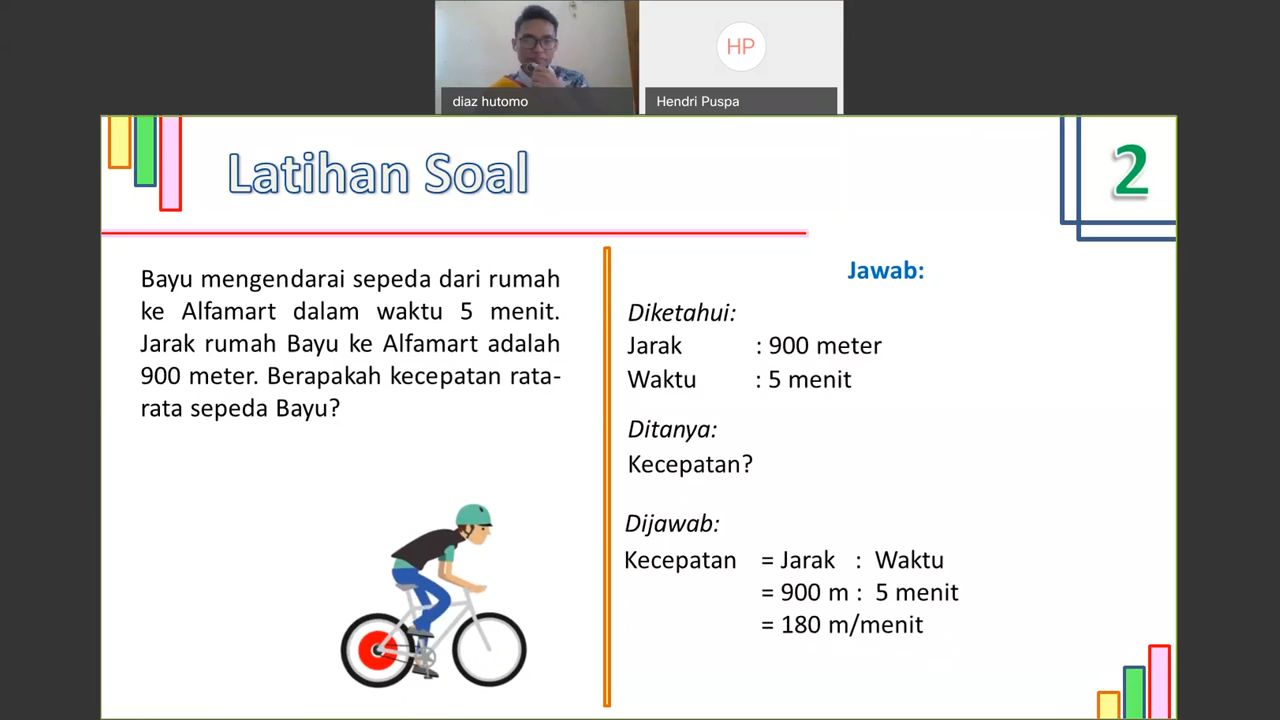 diaz hutomo
HP
Hendri Puspa
Latihan Soal
2
Bayu mengendarai sepeda dari rumah
ke Alfamart dalam waktu 5 menit.
Jarak rumah Bayu ke Alfamart adalah
900 meter. Berapakah kecepatan rata-
rata sepeda Bayu?
Jawab:
Diketahui:
Jarak : 900 meter
Waktu : 5 menit
Ditanya:
Kecepatan?
Dijawab:
Kecepatan = Jarak : Waktu
= 900 m : 5 menit
= 180 m/menit